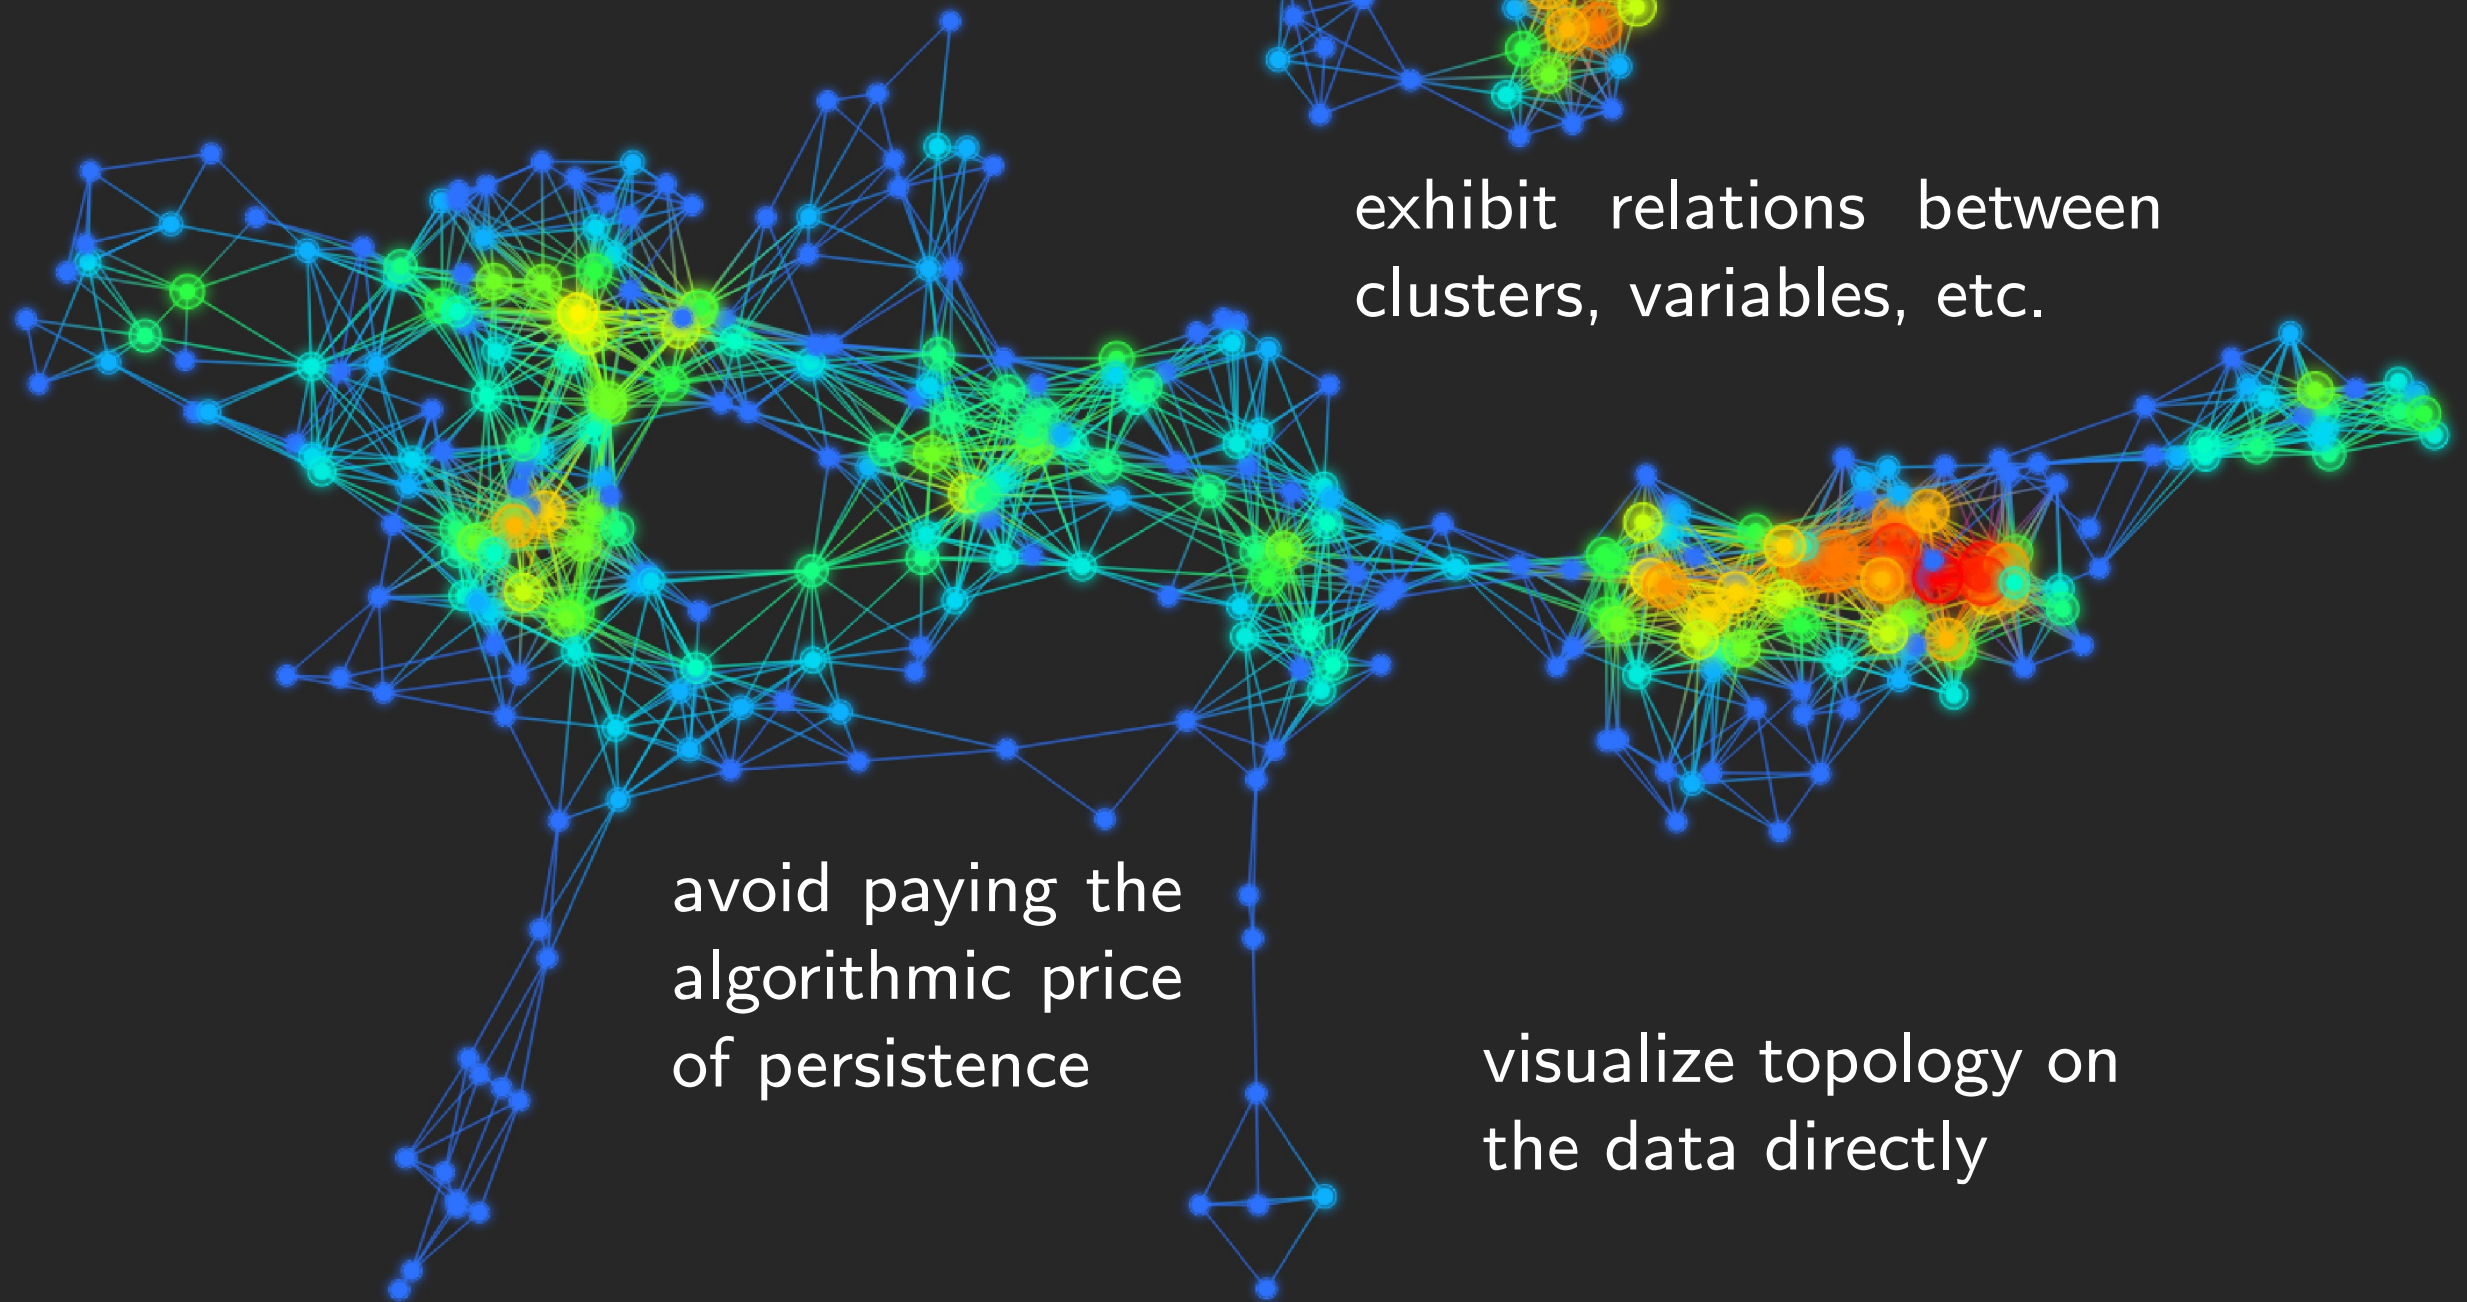 exhibit relations between
clusters, variables, etc.
avoid paying the
algorithmic price
of persistence
visualize topology on
the data directly